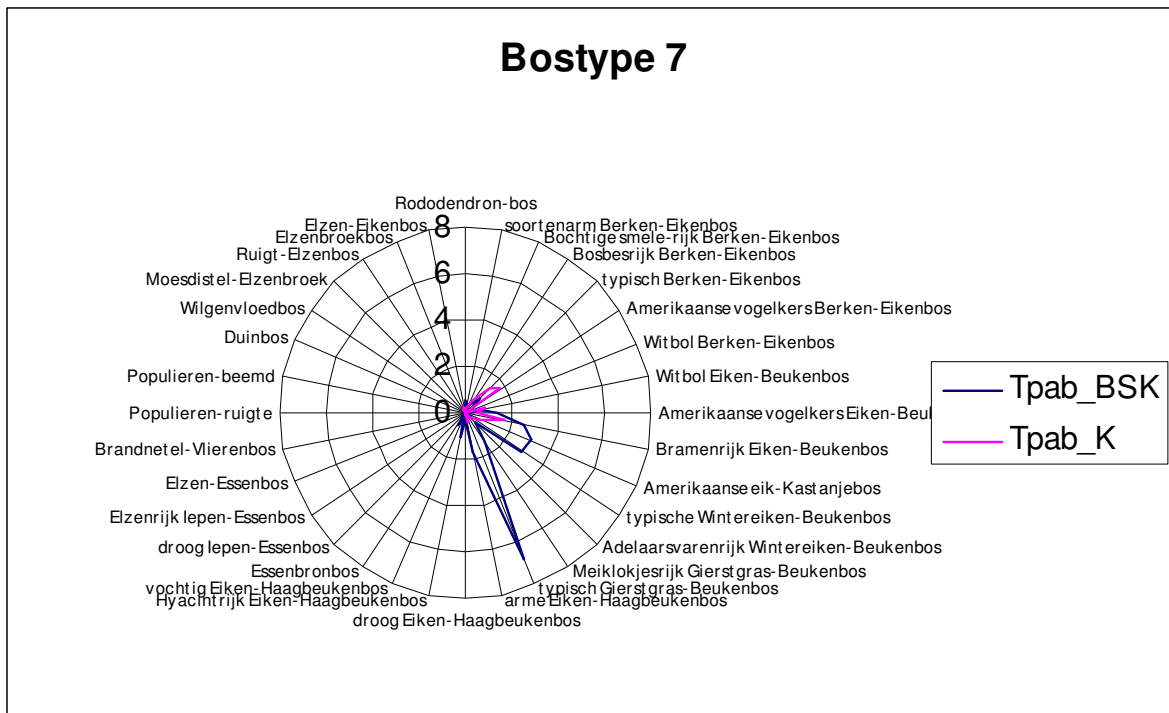 Bostype 7
Rododendron-bos
soortenarm Berken-Eikenbos
Bochtige smele-rijk Berken-Eikenbos
Bosbesrijk Berken-Eikenbos
typisch Berken-Eikenbos
Amerikaanse vogelkers Berken-Eikenbos
Witbol Berken-Eikenbos
Witbol Eiken-Beukenbos
Amerikaanse vogelkers Eiken-Beuk
Bramenrijk Eiken-Beukenbos
Amerikaanse eik-Kastanjebos
typische Wintereiken-Beukenbos
Adelaarsvarenrijk Wintereiken-Beukenbos
Meiklokjesrijk Gierstgras-Beukenbos
typisch Gierstgras-Beukenbos
arme Eiken-Haagbeukenbos
droog Eiken-Haagbeukenbos
Hyacintrijk Eiken-Haagbeukenbos
vochtig Eiken-Haagbeukenbos
Essenbronbos
droog Iepen-Essenbos
Elzenrijk Iepen-Essenbos
Elzen-Essenbos
Brandnetel-Vlierenbos
Populieren-ruigte
Populieren-beemd
Duinbos
Wilgenvloedbos
Moesdistel-Elzenbroek
Ruigt-Elzenbos
Elzenbroekbos
Elzen-Eikenbos
8
6
4
2
0
Tpab_BSK
Tpab_K